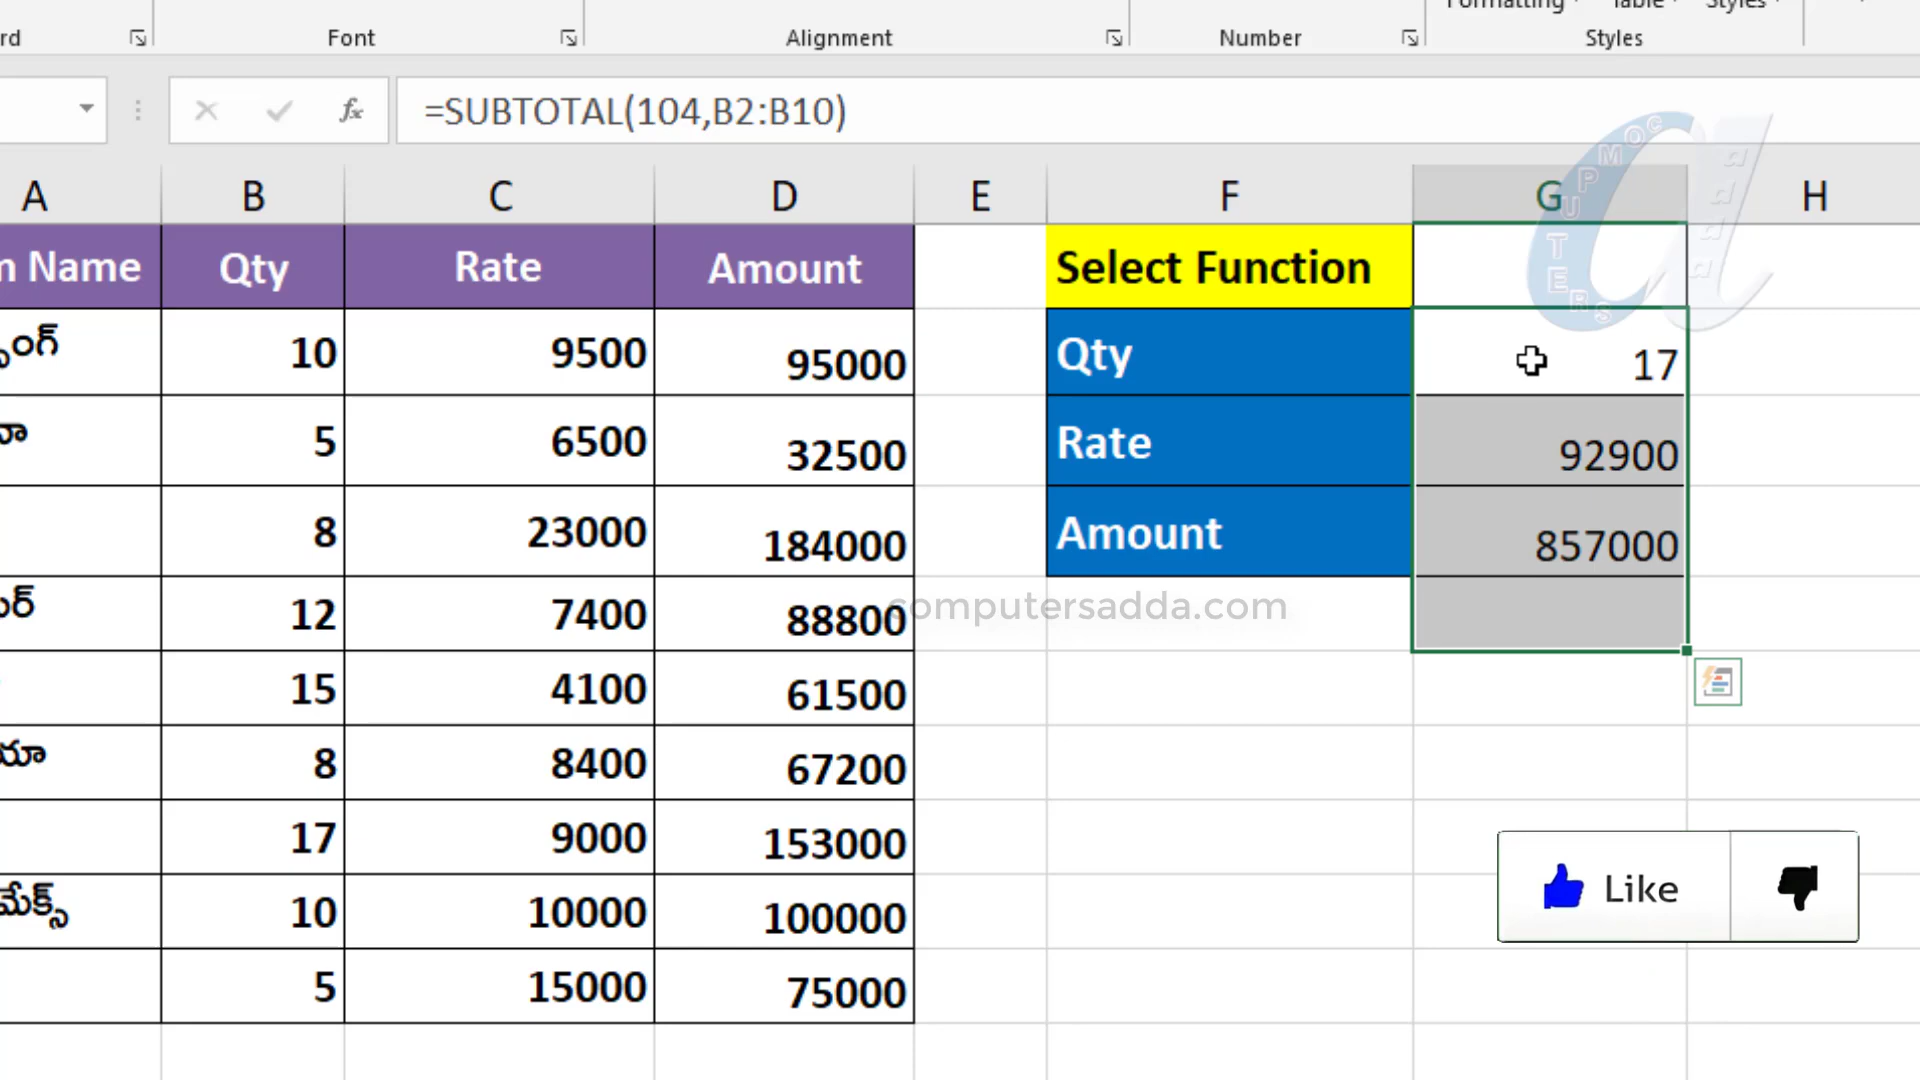 Font Alignment Number Styles
=SUBTOTAL(104,B2:B10)
A B C D E F G H
Name Qty Rate Amount Select Function
10 9500 95000 Qty 17
5 6500 32500 Rate 92900
8 23000 184000 Amount 857000
12 7400 88800
computersadda.com
15 4100 61500
8 8400 67200
17 9000 153000
Like
10 10000 100000
5 15000 75000